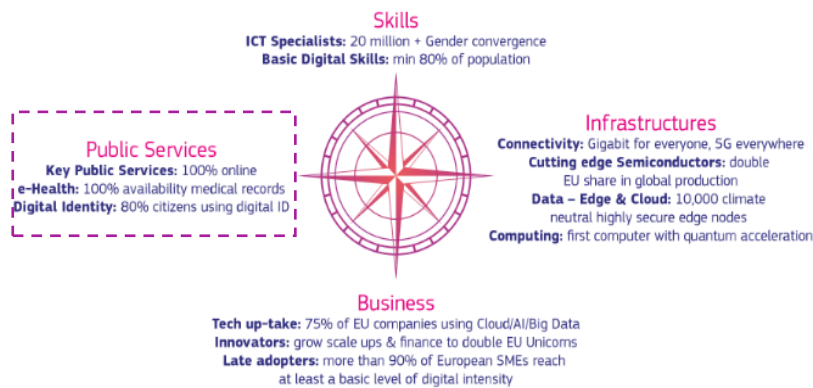 Skills
ICT Specialists: 20 million + Gender convergence
Basic Digital Skills: min 80% of population
Public Services
Key Public Services: 100% online
e-Health: 100% availability medical records
Digital Identity: 80% citizens using digital ID
Infrastructures
Connectivity: Gigabit for everyone, 5G everywhere
Cutting edge Semiconductors: double
EU share in global production
Data – Edge & Cloud: 10,000 climate
neutral highly secure edge nodes
Computing: first computer with quantum acceleration
Business
Tech up-take: 75% of EU companies using Cloud/AI/Big Data
Innovators: grow scale ups & finance to double EU Unicorns
Late adopters: more than 90% of European SMEs reach
at least a basic level of digital intensity